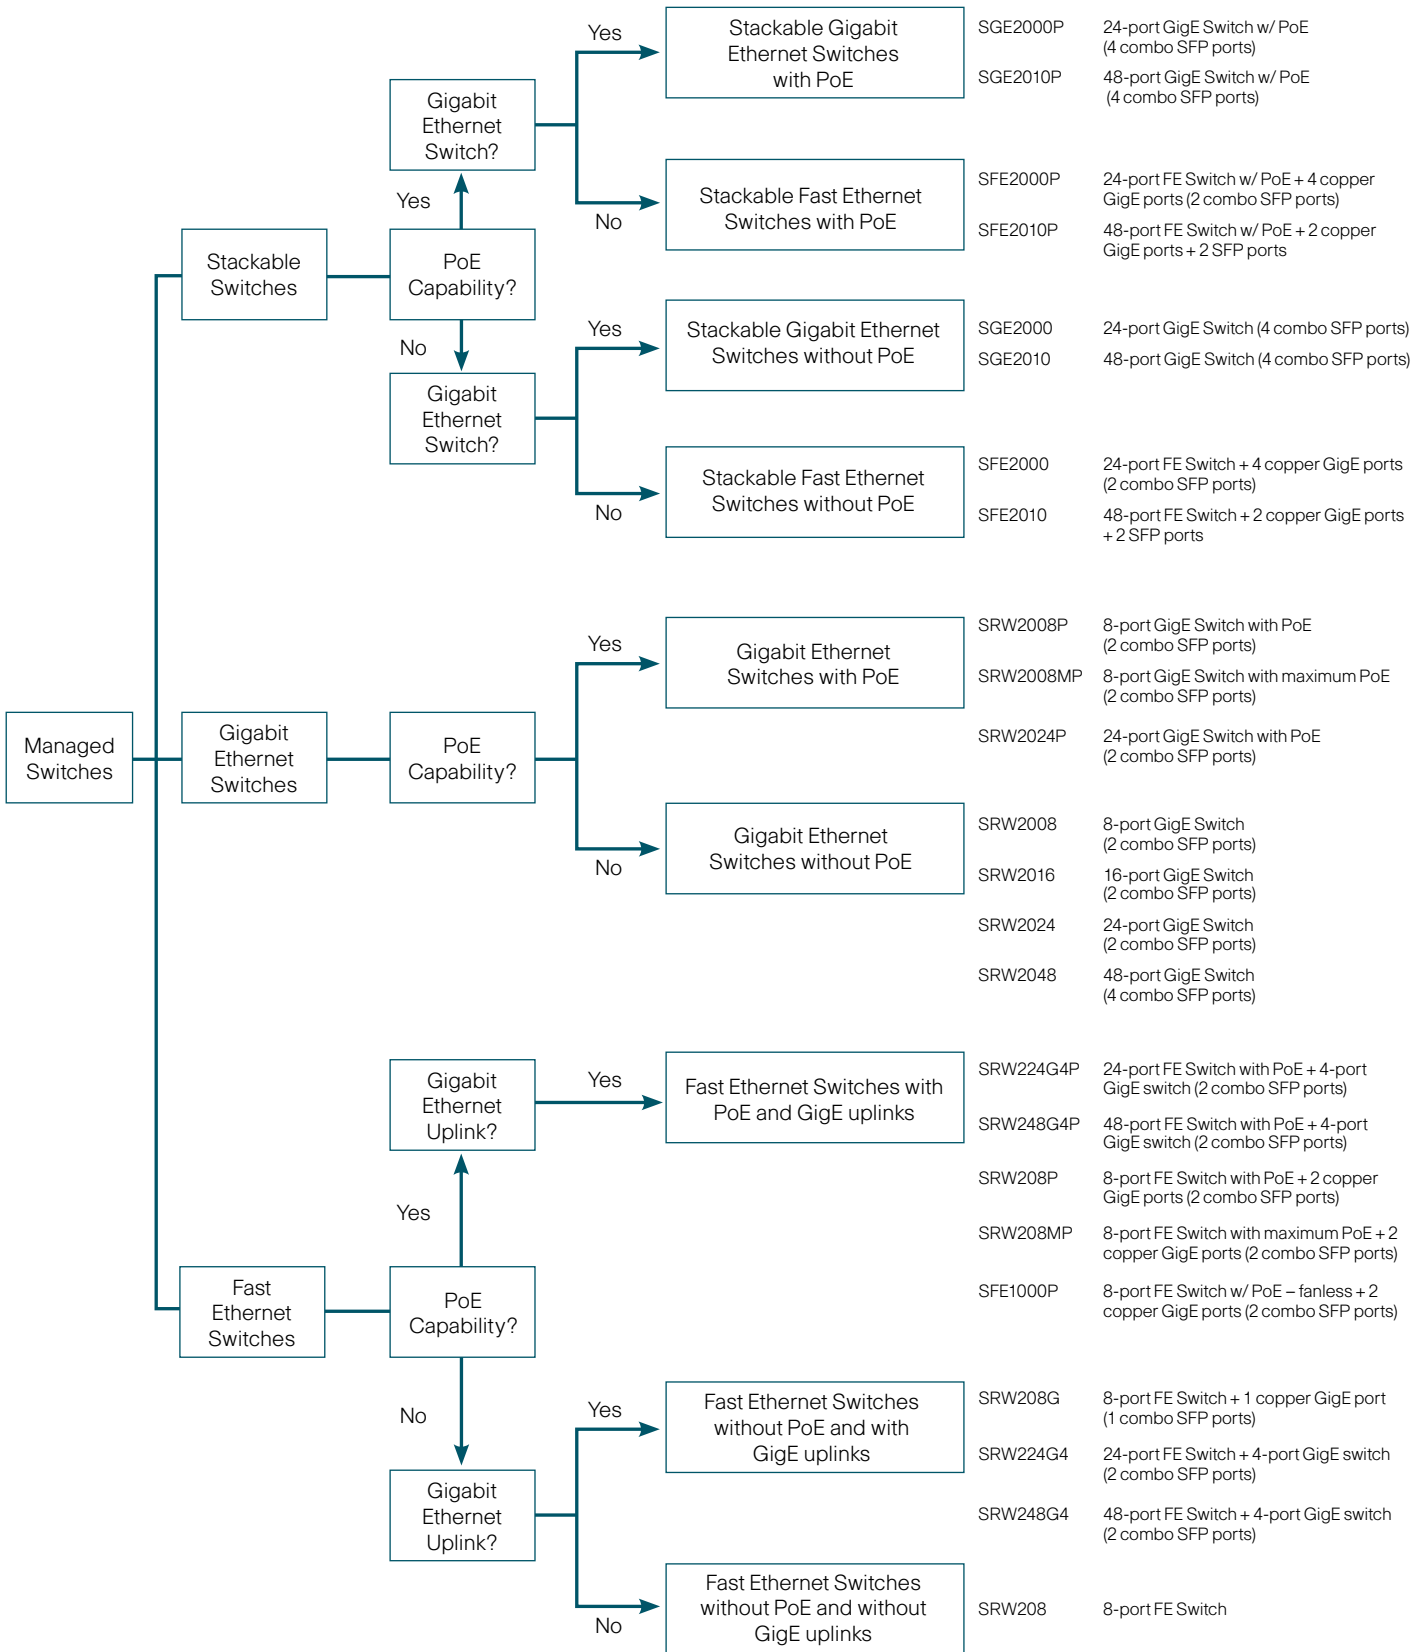 Managed
Switches
Stackable
Switches
PoE
Capability?
Yes
Gigabit
Ethernet
Switch?
Yes
Stackable Gigabit
Ethernet Switches
with PoE
SGE2000P 24-port GigE Switch w/ PoE
(4 combo SFP ports)
SGE2010P 48-port GigE Switch w/ PoE
(4 combo SFP ports)
No
Stackable Fast Ethernet
Switches with PoE
SFE2000P 24-port FE Switch w/ PoE + 4 copper
GigE ports (2 combo SFP ports)
SFE2010P 48-port FE Switch w/ PoE + 2 copper
GigE ports + 2 SFP ports
No
Gigabit
Ethernet
Switch?
Yes
Stackable Gigabit Ethernet
Switches without PoE
SGE2000 24-port GigE Switch (4 combo SFP ports)
SGE2010 48-port GigE Switch (4 combo SFP ports)
No
Stackable Fast Ethernet
Switches without PoE
SFE2000 24-port FE Switch + 4 copper GigE ports
(2 combo SFP ports)
SFE2010 48-port FE Switch + 2 copper GigE ports
+ 2 SFP ports
Gigabit
Ethernet
Switches
PoE
Capability?
Yes
Gigabit Ethernet
Switches with PoE
SRW2008P 8-port GigE Switch with PoE
(2 combo SFP ports)
SRW2008MP 8-port GigE Switch with maximum PoE
(2 combo SFP ports)
SRW2024P 24-port GigE Switch with PoE
(2 combo SFP ports)
No
Gigabit Ethernet
Switches without PoE
SRW2008 8-port GigE Switch
(2 combo SFP ports)
SRW2016 16-port GigE Switch
(2 combo SFP ports)
SRW2024 24-port GigE Switch
(2 combo SFP ports)
SRW2048 48-port GigE Switch
(4 combo SFP ports)
Fast
Ethernet
Switches
PoE
Capability?
Yes
Gigabit
Ethernet
Uplink?
Yes
Fast Ethernet Switches with
PoE and GigE uplinks
SRW224G4P 24-port FE Switch with PoE + 4-port
GigE switch (2 combo SFP ports)
SRW248G4P 48-port FE Switch with PoE + 4-port
GigE switch (2 combo SFP ports)
SRW208P 8-port FE Switch with PoE + 2 copper
GigE ports (2 combo SFP ports)
SRW208MP 8-port FE Switch with maximum PoE + 2
copper GigE ports (2 combo SFP ports)
SFE1000P 8-port FE Switch w/ PoE – fanless + 2
copper GigE ports (2 combo SFP ports)
No
Gigabit
Ethernet
Uplink?
Yes
Fast Ethernet Switches
without PoE and with
GigE uplinks
SRW208G 8-port FE Switch + 1 copper GigE port
(1 combo SFP ports)
SRW224G4 24-port FE Switch + 4-port GigE switch
(2 combo SFP ports)
SRW248G4 48-port FE Switch + 4-port GigE switch
(2 combo SFP ports)
No
Fast Ethernet Switches
without PoE and without
GigE uplinks
SRW208 8-port FE Switch